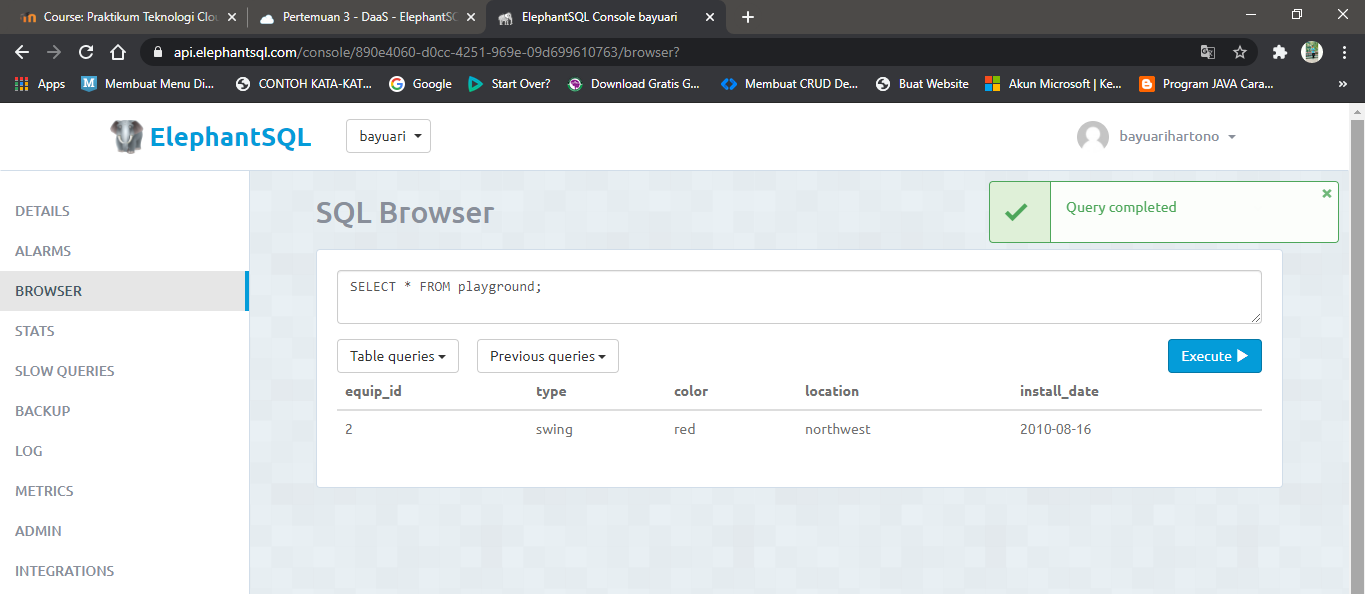 Course: Praktikum Teknologi Clou
Pertemuan 3 - DaaS - ElephantSQ
ElephantSQL Console bayuari
api.elephantsql.com/console/890e4060-d0cc-4251-969e-09d699610763/browser?
Apps
Membuat Menu Di...
CONTOH KATA-KAT...
Google
Start Over?
Download Gratis G...
Membuat CRUD De...
Buat Website
Akun Microsoft | Ke...
Program JAVA Cara...
»
ElephantSQL
bayuari
bayuarihartono
DETAILS
ALARMS
BROWSER
STATS
SLOW QUERIES
BACKUP
LOG
METRICS
ADMIN
INTEGRATIONS
SQL Browser
Query completed
SELECT * FROM playground;
Table queries
Previous queries
Execute
equip_id type color location install_date
2 swing red northwest 2010-08-16